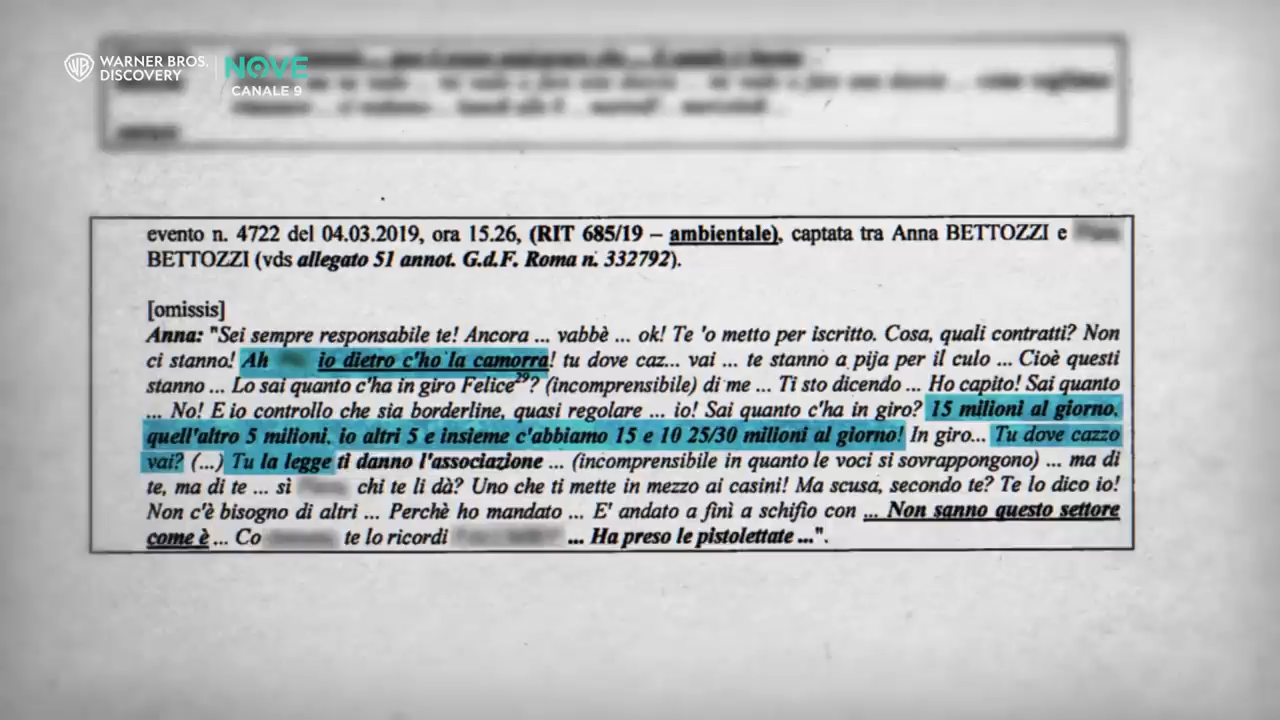 WARNER BROS.
DISCOVERY
NOVE
CANALE 9
evento n. 4722 del 04.03.2019, ora 15.26, (RIT 685/19 – ambientale), captata tra Anna BETTOZZI e
BETTOZZI (vds allegato 51 annot. G.d.F. Roma n. 332792).
[omissis]
Anna: "Sei sempre responsabile te! Ancora ... vabbè ... ok! Te 'o metto per iscritto. Cosa, quali contratti? Non
ci stanno! Ah io dietro c'ho la camorra! tu dove caz... vai ... te stanno a pija per il culo ... Cioè questi
stanno ... Lo sai quanto c'ha in giro Felice29? (incomprensibile) di me ... Ti sto dicendo ... Ho capito! Sai quanto
... No! E io controllo che sia borderline, quasi regolare ... io! Sai quanto c'ha in giro? 15 milioni al giorno,
quell'altro 5 milioni, io altri 5 e insieme c'abbiamo 15 e 10 25/30 milioni al giorno! In giro... Tu dove cazzo
vai? (...) Tu la legge ti danno l'associazione ... (incomprensibile in quanto le voci si sovrappongono) ... ma di
te, ma di te ... sì chi te li dà? Uno che ti mette in mezzo ai casini! Ma scusa, secondo te? Te lo dico io!
Non c'è bisogno di altri ... Perchè ho mandato ... E' andato a finì a schifio con ... Non sanno questo settore
come è ... Co te lo ricordi ... Ha preso le pistolettate ...".